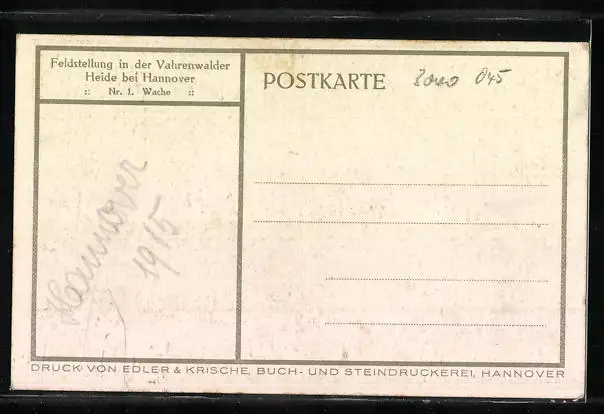 Feldstellung in der Vahrenwalder
Heide bei Hannover
:: Nr. 1. Wache ::
POSTKARTE
3000 045
Hannover
1915
DRUCK VON EDLER & KRISCHE, BUCH- UND STEINDRUCKEREI, HANNOVER